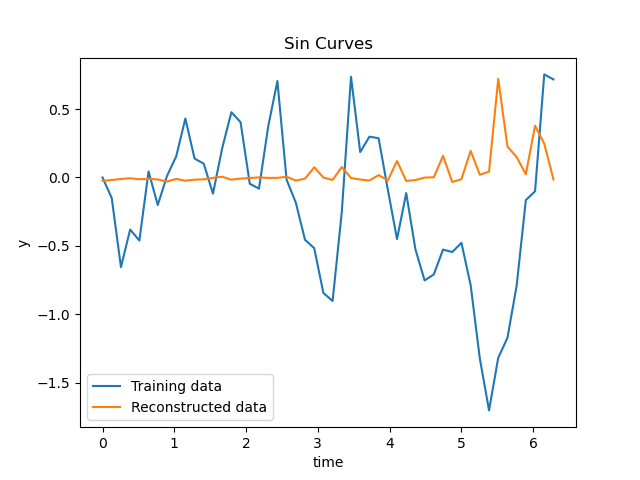 Sin Curves
0.5
0.0
−0.5
−1.0
−1.5
y
Training data
Reconstructed data
0 1 2 3 4 5 6
time